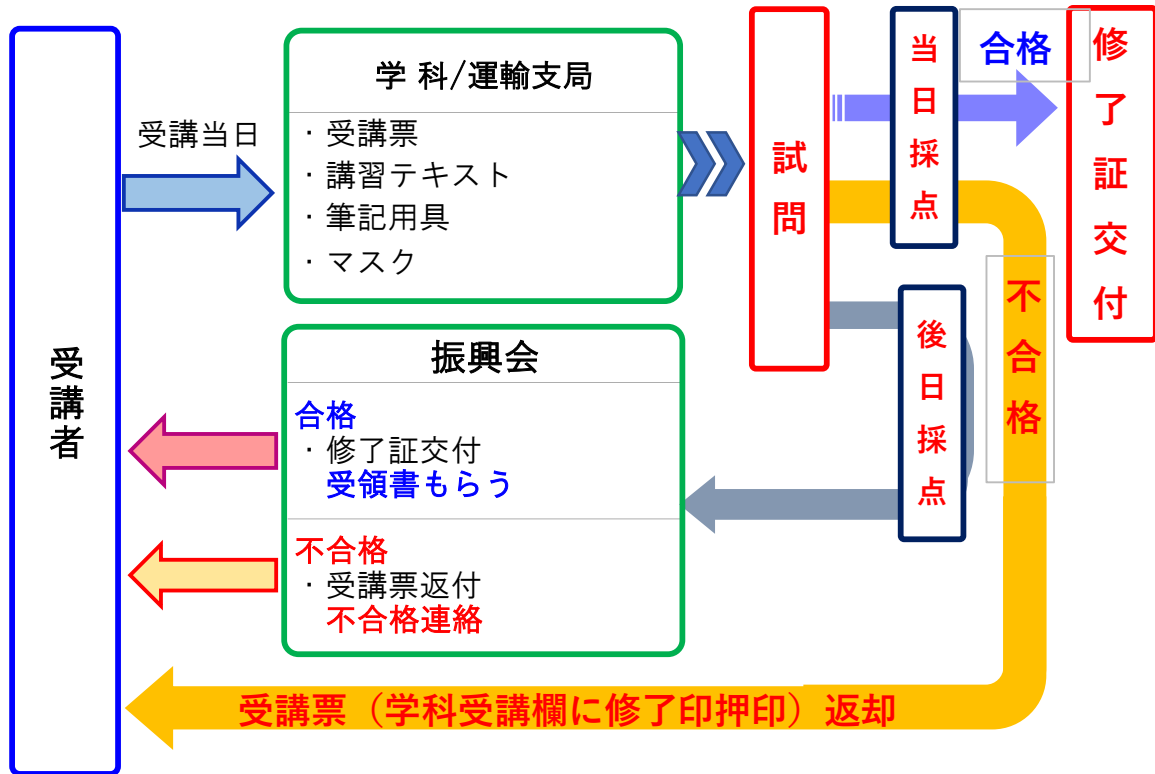 受講者
受講当日
学 科/運輸支局
・受講票
・講習テキスト
・筆記用具
・マスク
試問
当日採点
合格
修了証交付
不合格
後日採点
振興会
合格
・修了証交付
受領書もらう
不合格
・受講票返付
不合格連絡
受講票（学科受講欄に修了印押印）返却